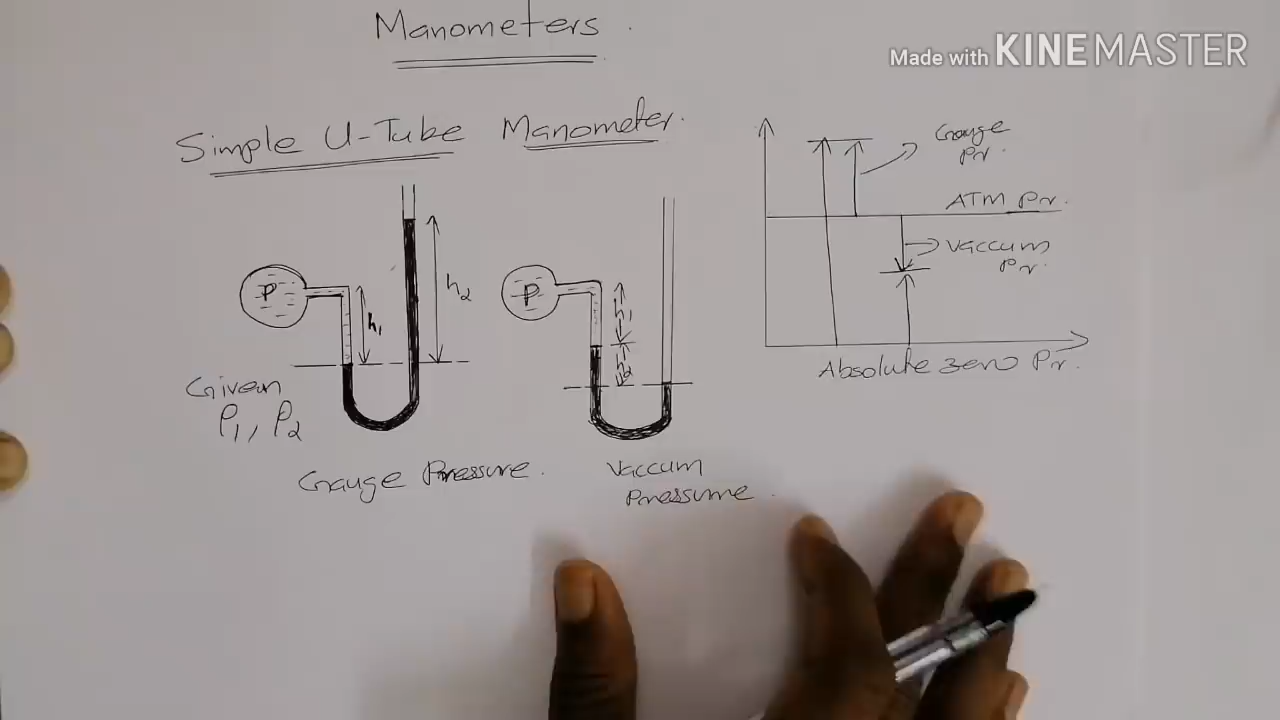 Manometers.
Made with KINEMASTER
Simple U-Tube Manometer.
Gauge
Pr.
ATM Pr.
Vaccum
Pr.
Absolute zero Pr.
P
h1
h2
P
h1
h2
Given
ρ1, ρ2
Gauge Pressure.
Vaccum
Pressure.